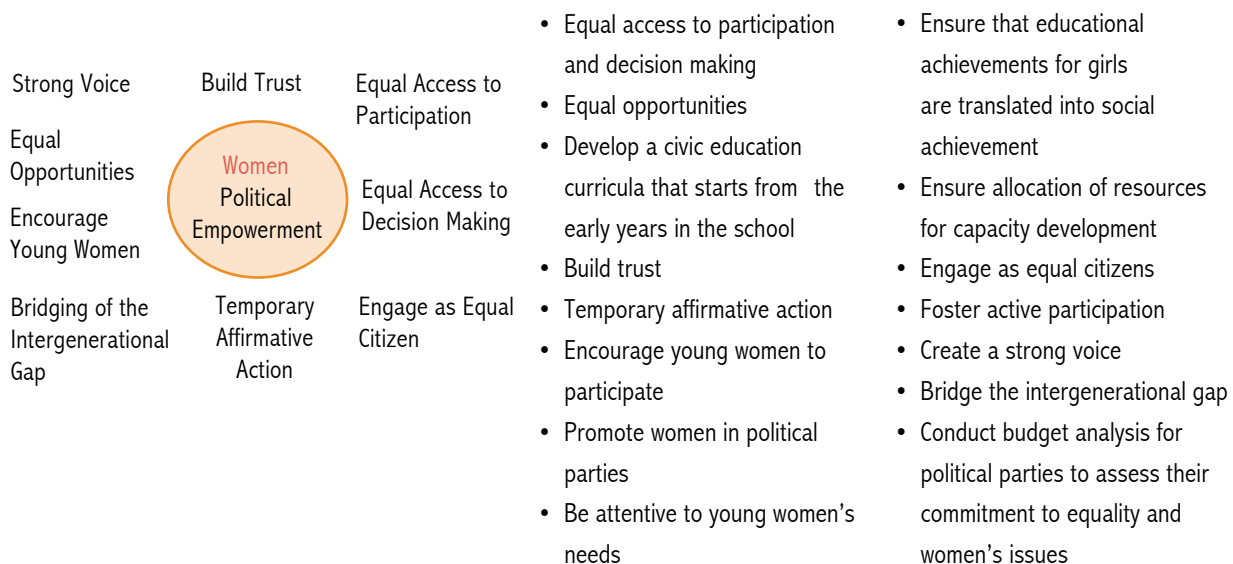 Strong Voice
Equal
Opportunities
Encourage
Young Women
Bridging of the
Intergenerational
Gap
Build Trust
Women
Political
Empowerment
Temporary
Affirmative
Action
Equal Access to
Participation
Equal Access to
Decision Making
Engage as Equal
Citizen
• Equal access to participation
and decision making
• Equal opportunities
• Develop a civic education
curricula that starts from the
early years in the school
• Build trust
• Temporary affirmative action
• Encourage young women to
participate
• Promote women in political
parties
• Be attentive to young women's
needs
• Ensure that educational
achievements for girls
are translated into social
achievement
• Ensure allocation of resources
for capacity development
• Engage as equal citizens
• Foster active participation
• Create a strong voice
• Bridge the intergenerational gap
• Conduct budget analysis for
political parties to assess their
commitment to equality and
women's issues